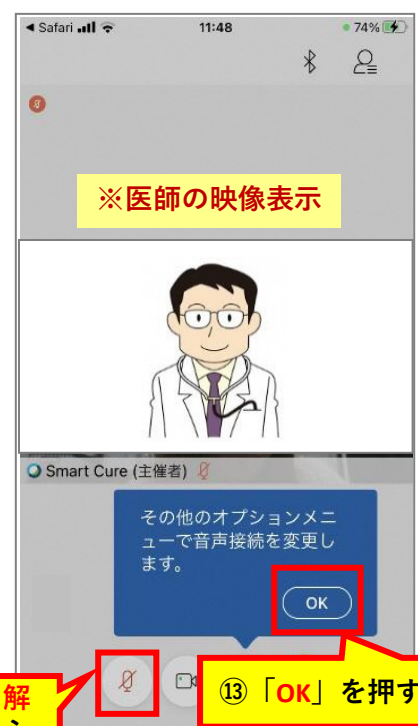 ◀ Safari 11:48 74%
※医師の映像表示
Smart Cure (主催者)
その他のオプションメニ
ューで音声接続を変更し
ます。
OK
解
⑬「OK」を押す